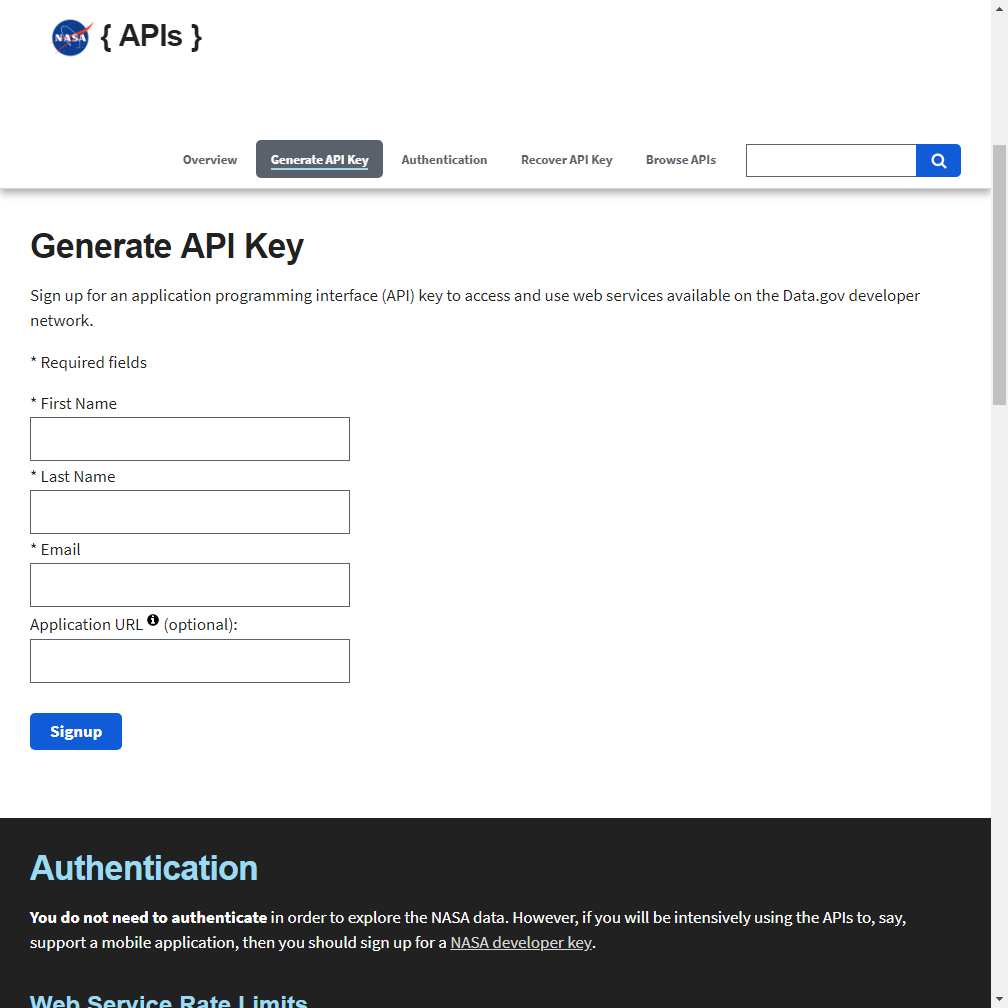 NASA { APIs }
Overview Generate API Key Authentication Recover API Key Browse APIs
Generate API Key
Sign up for an application programming interface (API) key to access and use web services available on the Data.gov developer
network.
* Required fields
* First Name
* Last Name
* Email
Application URL (optional):
Signup
Authentication
You do not need to authenticate in order to explore the NASA data. However, if you will be intensively using the APIs to, say,
support a mobile application, then you should sign up for a NASA developer key.
Web Service Rate Limits